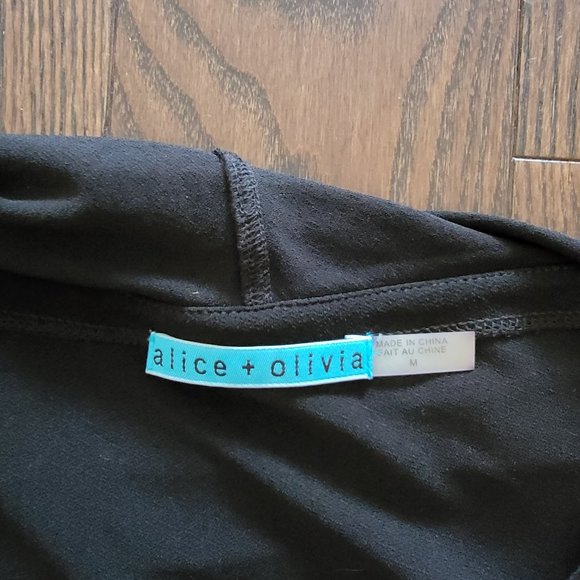 alice + olivia
MADE IN CHINA
FAIT AU CHINE
M